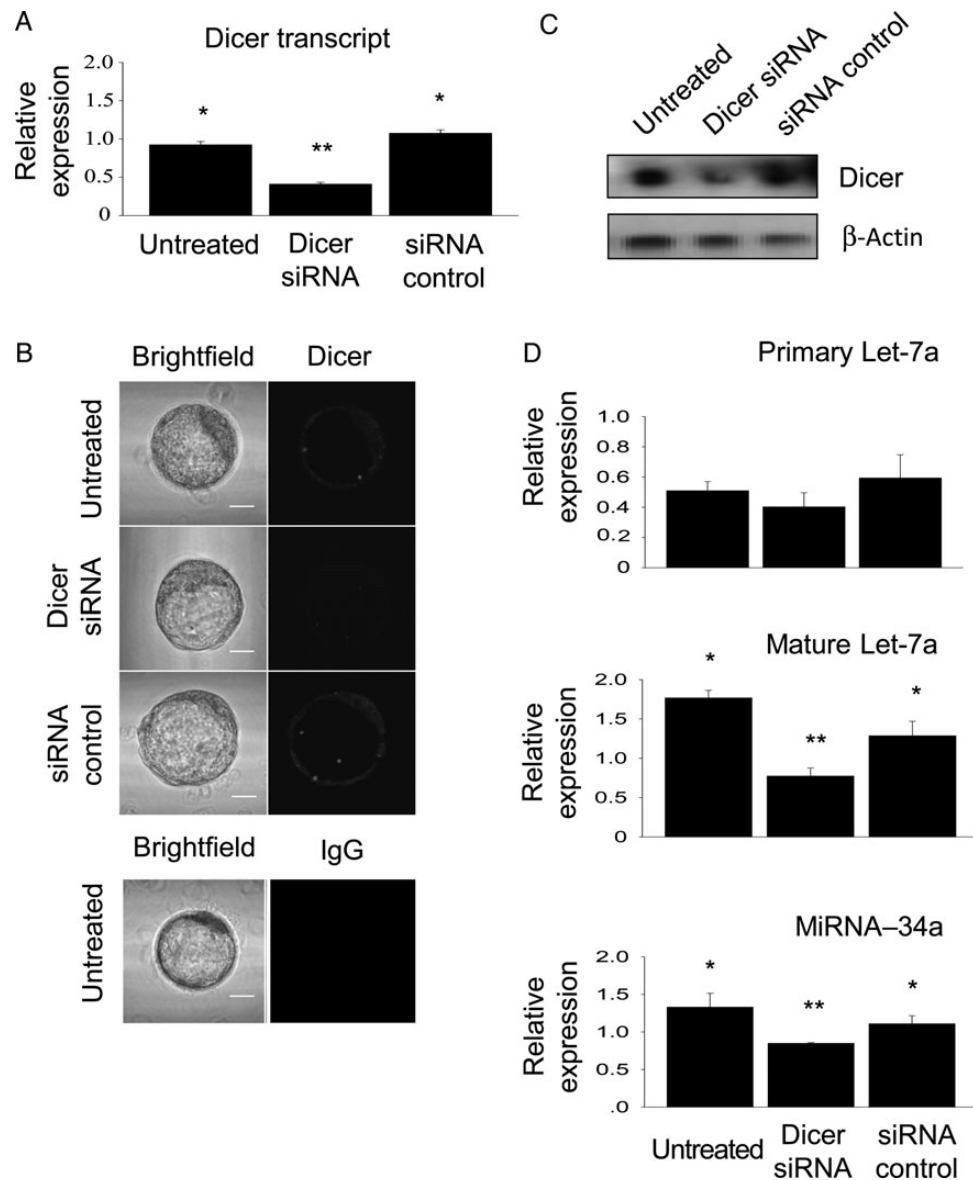 A
Dicer transcript
Relative
expression
2.0
1.5
1.0
0.5
0
*
**
*
Untreated
Dicer
siRNA
siRNA
control
B
Brightfield
Dicer
Untreated
Dicer
siRNA
siRNA
control
Brightfield
IgG
Untreated
C
Untreated
Dicer siRNA
siRNA control
Dicer
β-Actin
D
Primary Let-7a
Relative
expression
1.0
0.8
0.6
0.4
0.2
0
Mature Let-7a
Relative
expression
2.0
1.5
1.0
0.5
0
*
**
*
MiRNA–34a
Relative
expression
2.0
1.5
1.0
0.5
.0
*
**
*
Untreated
Dicer
siRNA
siRNA
control